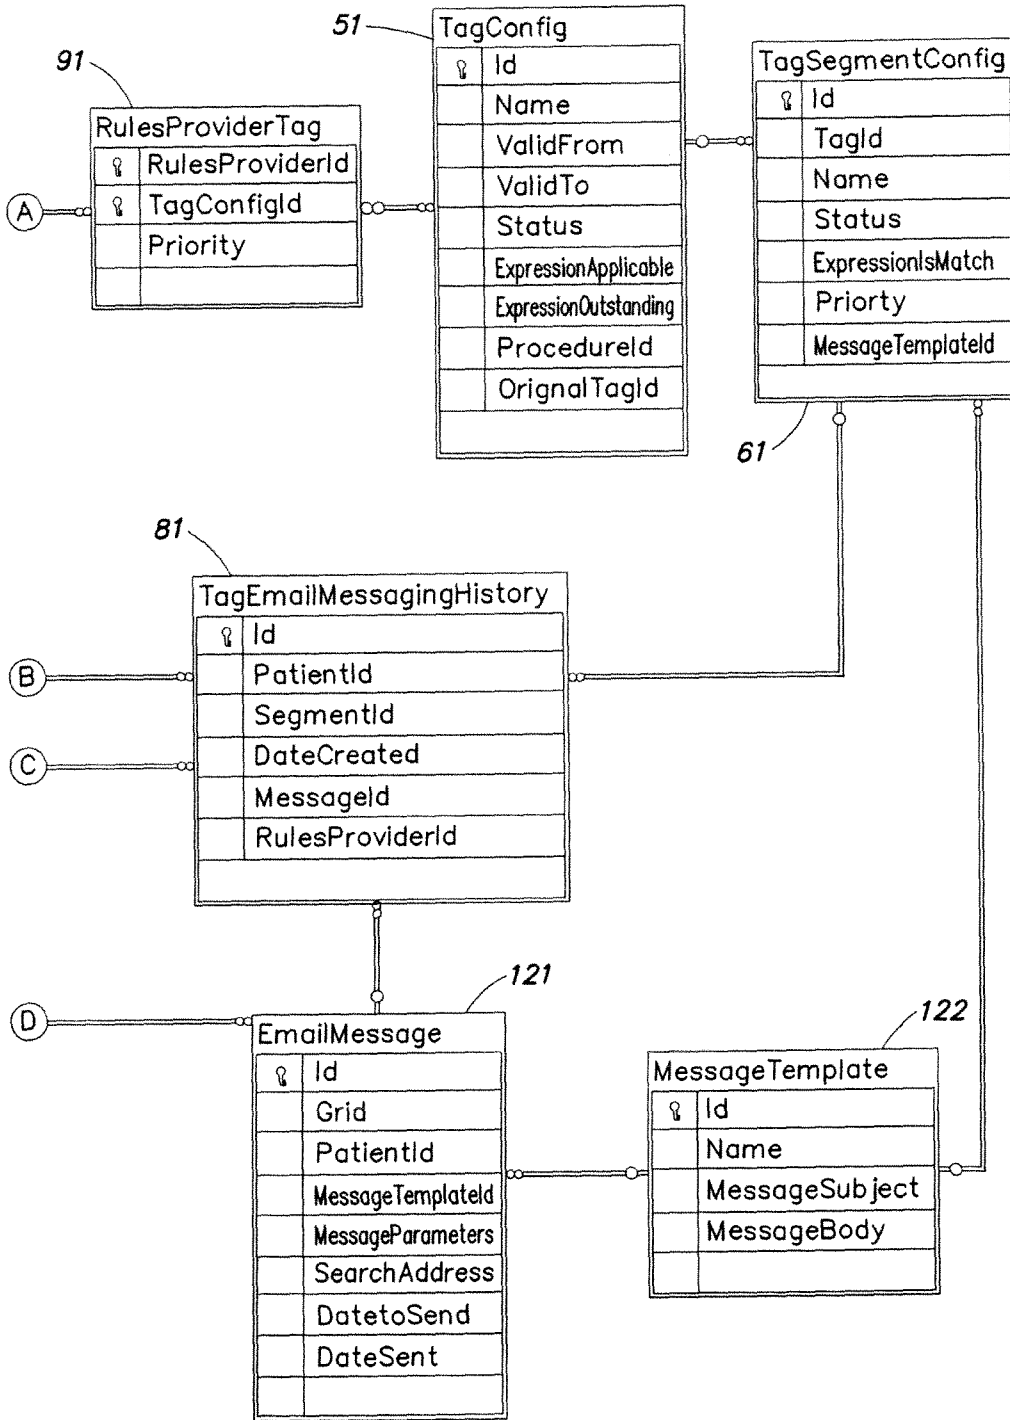 51
TagConfig
Id
Name
ValidFrom
ValidTo
Status
ExpressionApplicable
ExpressionOutstanding
ProcedureId
OrignalTagId
TagSegmentConfig
Id
TagId
Name
Status
ExpressionIsMatch
Priorty
MessageTemplateId
61
91
RulesProviderTag
RulesProviderId
TagConfigId
Priority
A
81
TagEmailMessagingHistory
Id
PatientId
SegmentId
DateCreated
MessageId
RulesProviderId
B
C
D
121
EmailMessage
Id
Grid
PatientId
MessageTemplateId
MessageParameters
SearchAddress
DatetoSend
DateSent
122
MessageTemplate
Id
Name
MessageSubject
MessageBody